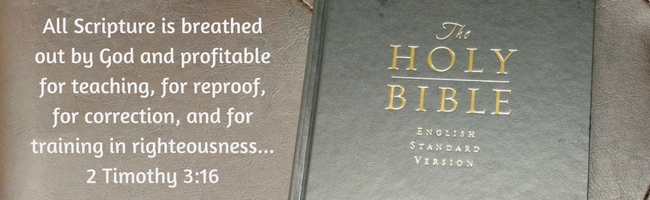 All Scripture is breathed
out by God and profitable
for teaching, for reproof,
for correction, and for
training in righteousness...
2 Timothy 3:16
The
HOLY
BIBLE
ENGLISH
STANDARD
VERSION